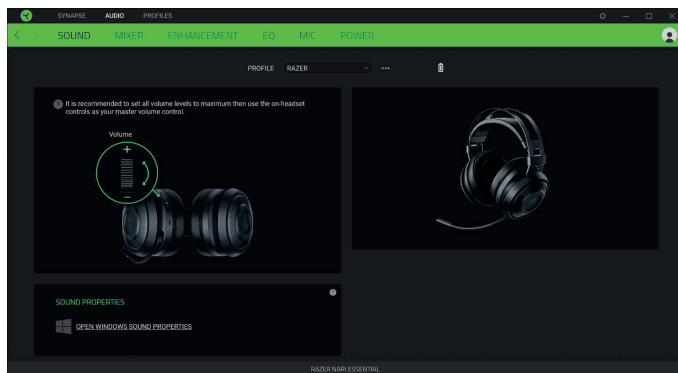 SYNAPSE AUDIO PROFILES
SOUND MIXER ENHANCEMENT EQ MIC POWER
PROFILE RAZER
It is recommended to set all volume levels to maximum then use the on-headset
controls as your master volume control.
Volume
SOUND PROPERTIES
OPEN WINDOWS SOUND PROPERTIES
RAZER NARI ESSENTIAL